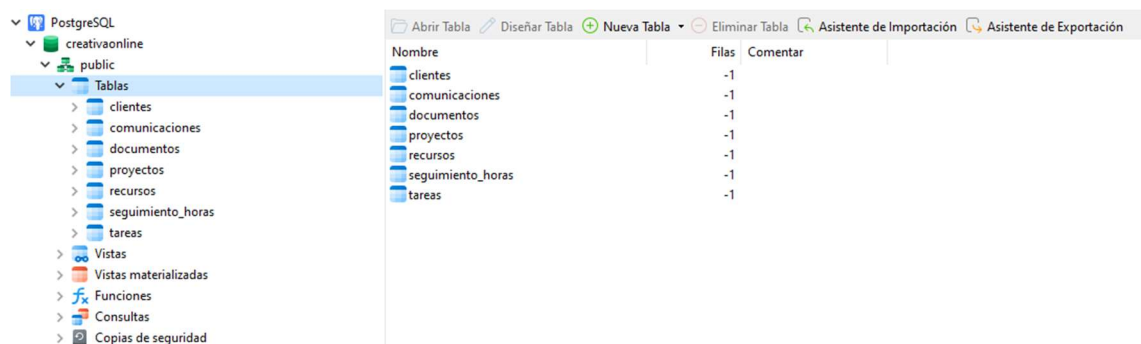 PostgreSQL
creativaonline
public
Tablas
clientes
comunicaciones
documentos
proyectos
recursos
seguimiento_horas
tareas
Vistas
Vistas materializadas
Funciones
Consultas
Copias de seguridad
Abrir Tabla Diseñar Tabla Nueva Tabla Eliminar Tabla Asistente de Importación Asistente de Exportación
Nombre Filas Comentar
clientes -1
comunicaciones -1
documentos -1
proyectos -1
recursos -1
seguimiento_horas -1
tareas -1